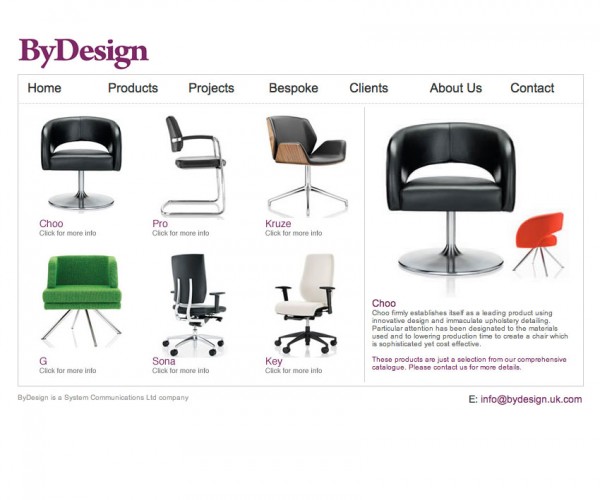 ByDesign
Home Products Projects Bespoke Clients About Us Contact
Choo
Click for more info
Pro
Click for more info
Kruze
Click for more info
G
Click for more info
Sona
Click for more info
Key
Click for more info
Choo
Choo firmly establishes itself as a leading product using
innovative design and immaculate upholstery detailing.
Particular attention has been designated to the materials
used and to lowering production time to create a chair which
is sophisticated yet cost effective.
These products are just a selection from our comprehensive
catalogue. Please contact us for more details.
ByDesign is a System Communications Ltd company
E: info@bydesign.uk.com